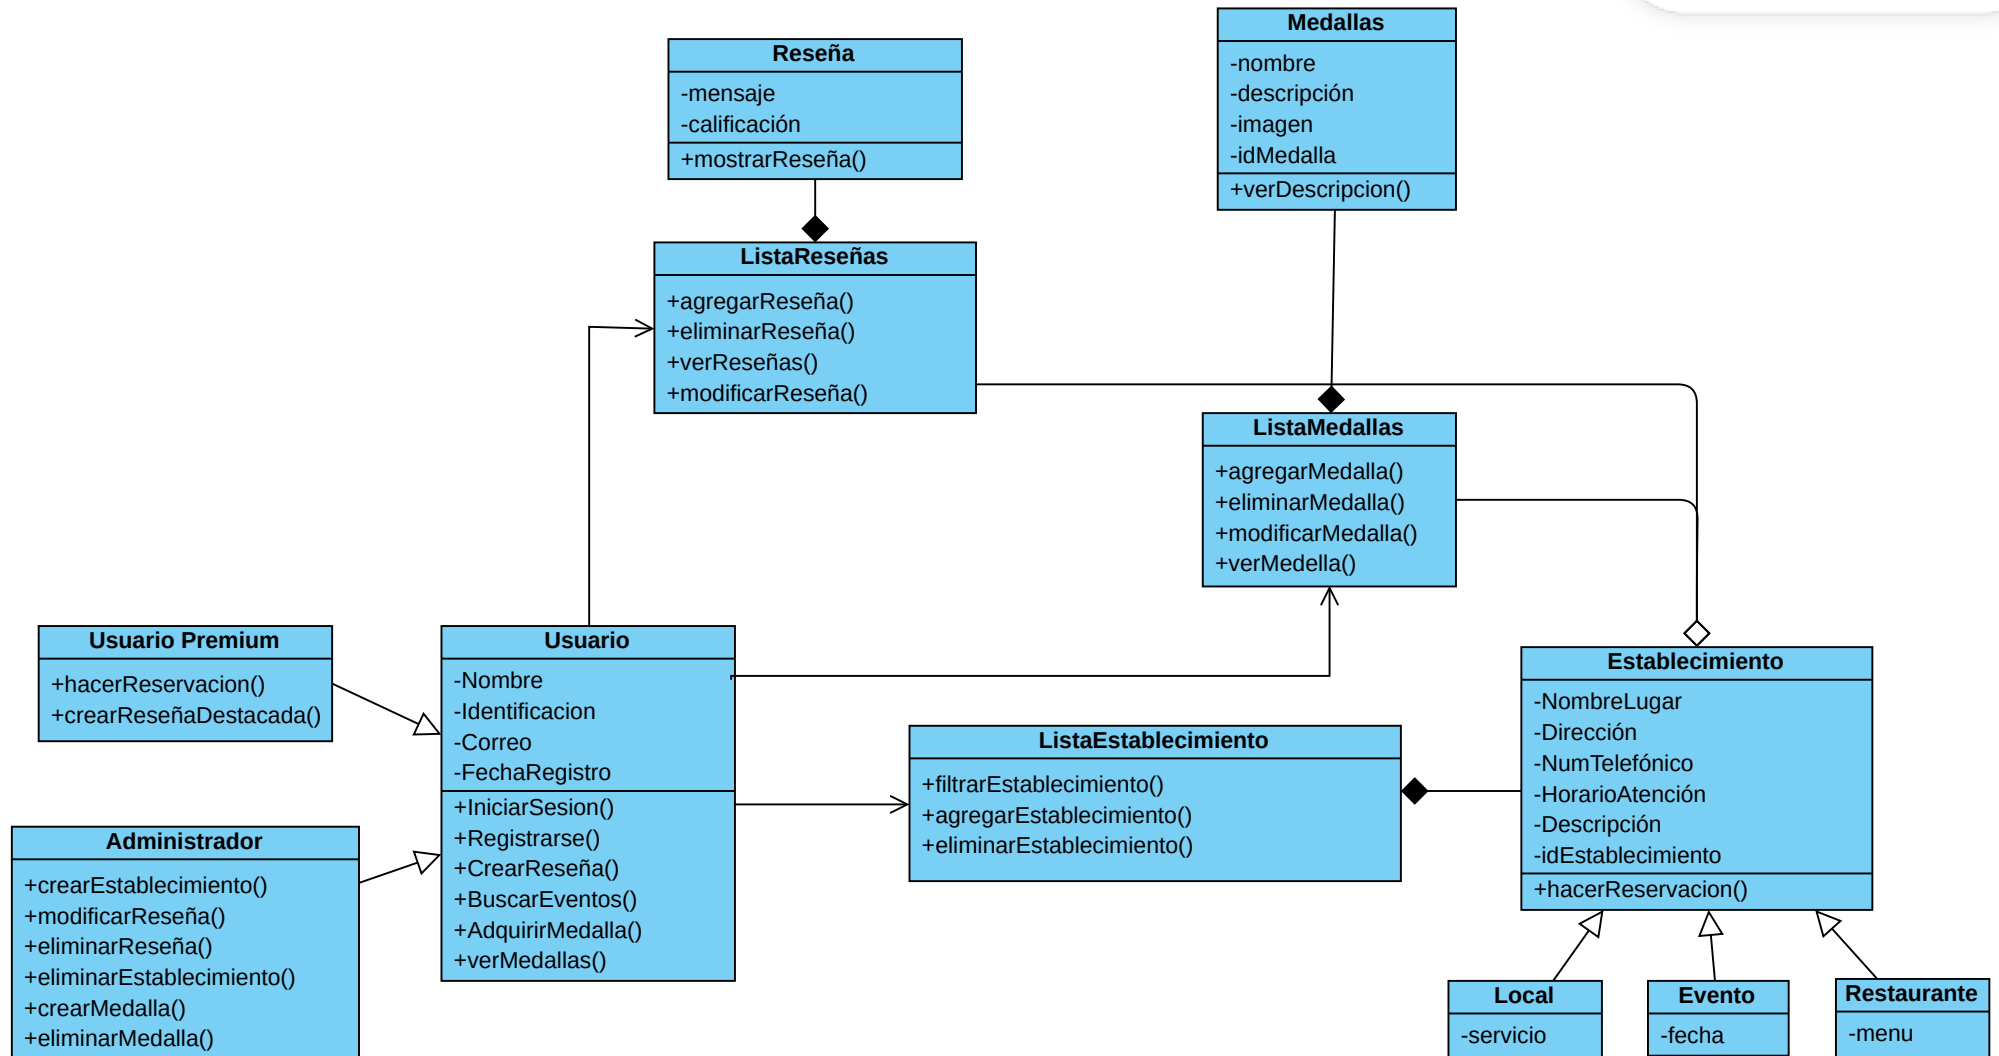 Medallas
-nombre
-descripción
-imagen
-idMedalla
+verDescripcion()
Reseña
-mensaje
-calificación
+mostrarReseña()
ListaReseñas
+agregarReseña()
+eliminarReseña()
+verReseñas()
+modificarReseña()
ListaMedallas
+agregarMedalla()
+eliminarMedalla()
+modificarMedalla()
+verMedella()
Usuario Premium
+hacerReservacion()
+crearReseñaDestacada()
Usuario
-Nombre
-Identificacion
-Correo
-FechaRegistro
+IniciarSesion()
+Registrarse()
+CrearReseña()
+BuscarEventos()
+AdquirirMedalla()
+verMedallas()
Establecimiento
-NombreLugar
-Dirección
-NumTelefónico
-HorarioAtención
-Descripción
-idEstablecimiento
+hacerReservacion()
ListaEstablecimiento
+filtrarEstablecimiento()
+agregarEstablecimiento()
+eliminarEstablecimiento()
Administrador
+crearEstablecimiento()
+modificarReseña()
+eliminarReseña()
+eliminarEstablecimiento()
+crearMedalla()
+eliminarMedalla()
Local
-servicio
Evento
-fecha
Restaurante
-menu